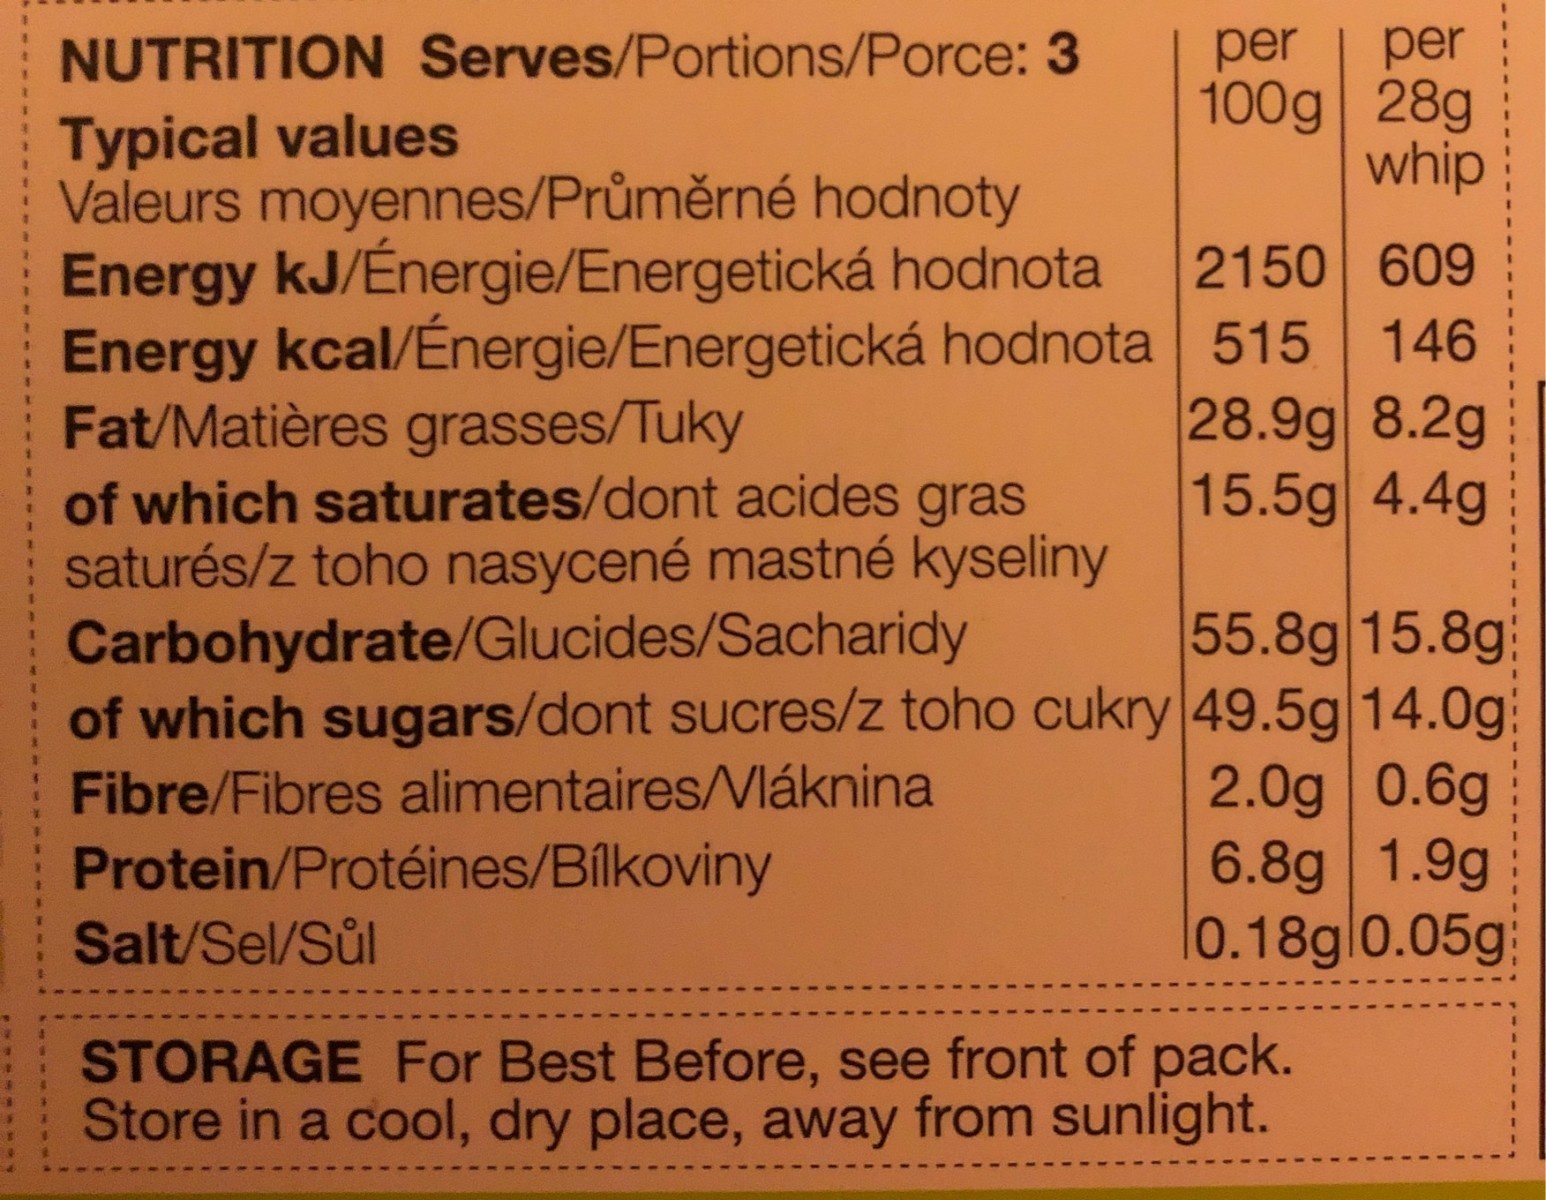 NUTRITION Serves/Portions/Porce: 3 per per
100g 28g
Typical values whip
Valeurs moyennes/Průměrné hodnoty
Energy kJ/Énergie/Energetická hodnota 2150 609
Energy kcal/Énergie/Energetická hodnota 515 146
Fat/Matières grasses/Tuky 28.9g 8.2g
of which saturates/dont acides gras 15.5g 4.4g
saturés/z toho nasycené mastné kyseliny
Carbohydrate/Glucides/Sacharidy 55.8g 15.8g
of which sugars/dont sucres/z toho cukry 49.5g 14.0g
Fibre/Fibres alimentaires/Vláknina 2.0g 0.6g
Protein/Protéines/Bílkoviny 6.8g 1.9g
Salt/Sel/Sůl 0.18g 0.05g
STORAGE For Best Before, see front of pack.
Store in a cool, dry place, away from sunlight.